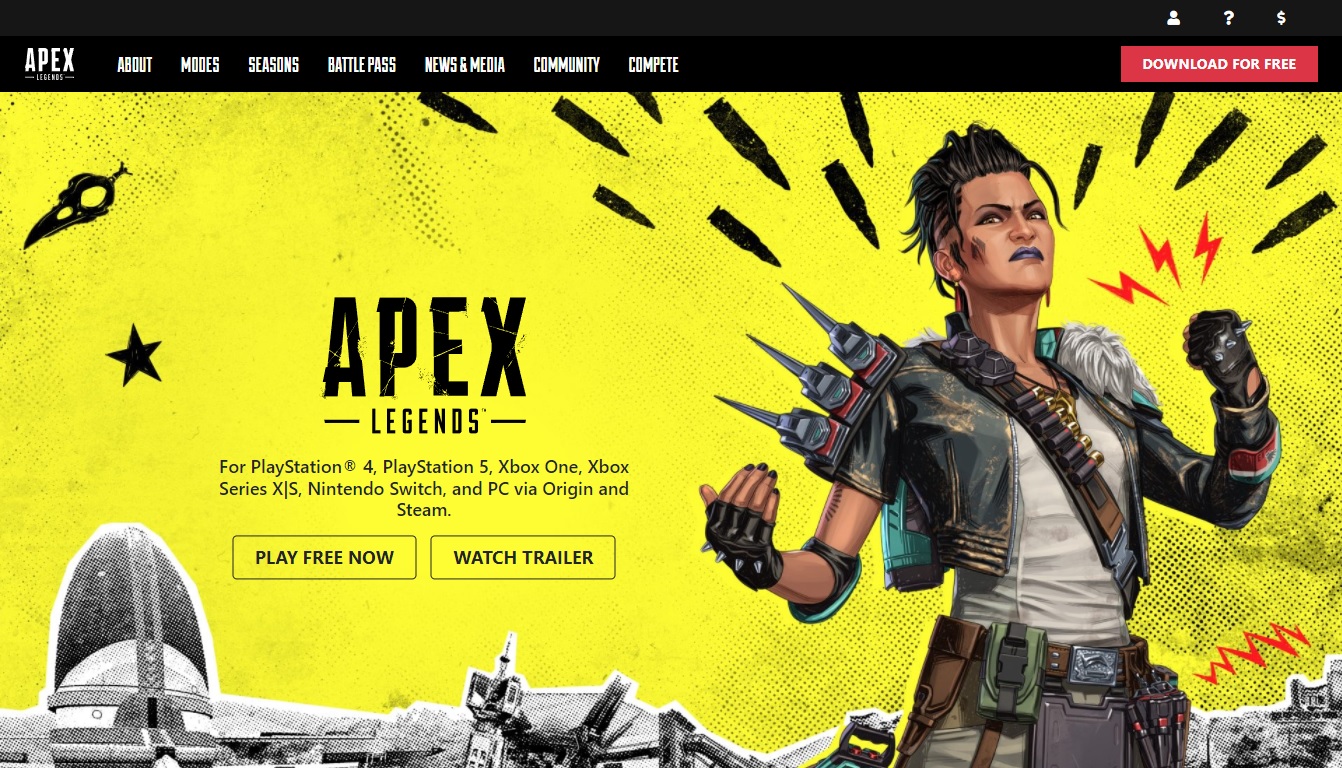 APEX
LEGENDS
ABOUT
MODES
SEASONS
BATTLE PASS
NEWS & MEDIA
COMMUNITY
COMPETE
DOWNLOAD FOR FREE
APEX
LEGENDS™
For PlayStation® 4, PlayStation 5, Xbox One, Xbox
Series X|S, Nintendo Switch, and PC via Origin and
Steam.
PLAY FREE NOW
WATCH TRAILER